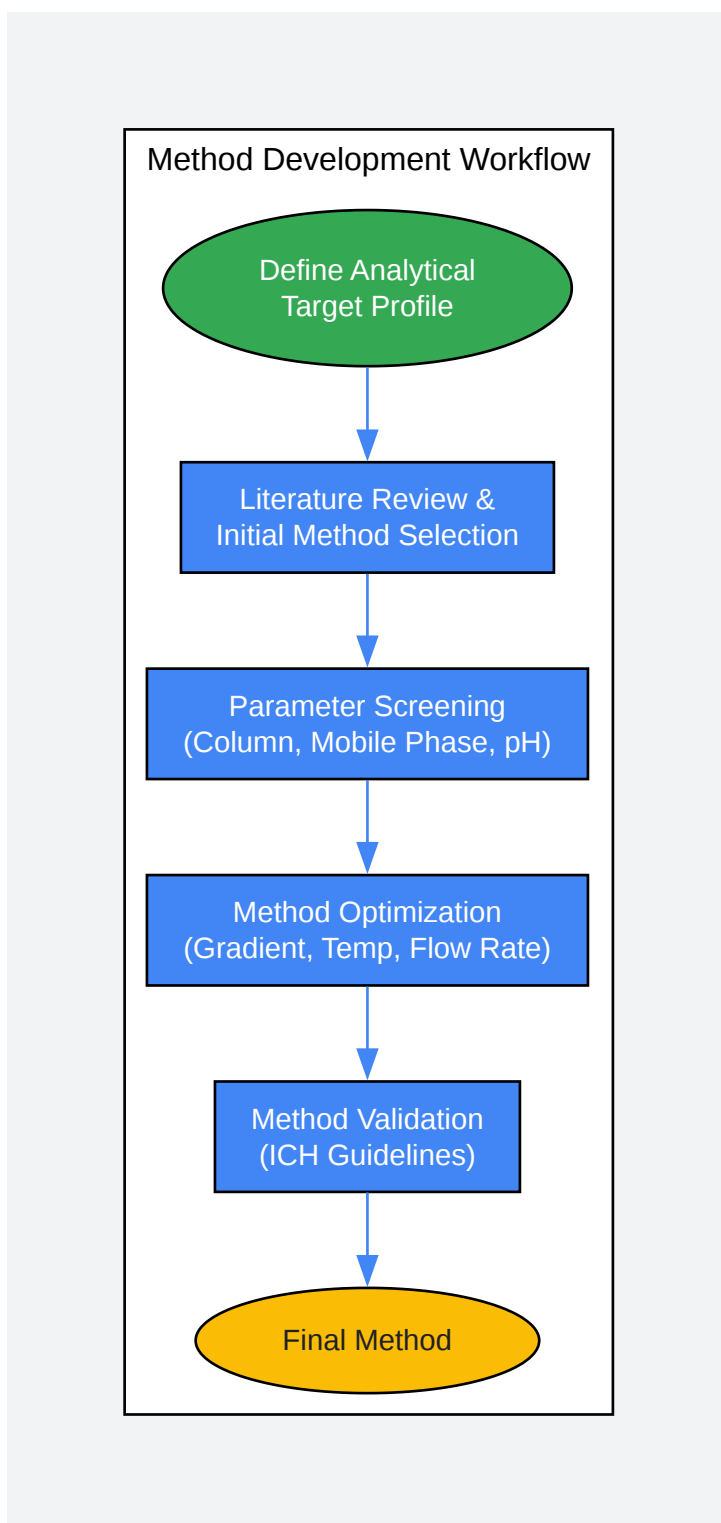 Method Development Workflow
Define Analytical
Target Profile
Literature Review &
Initial Method Selection
Parameter Screening
(Column, Mobile Phase, pH)
Method Optimization
(Gradient, Temp, Flow Rate)
Method Validation
(ICH Guidelines)
Final Method